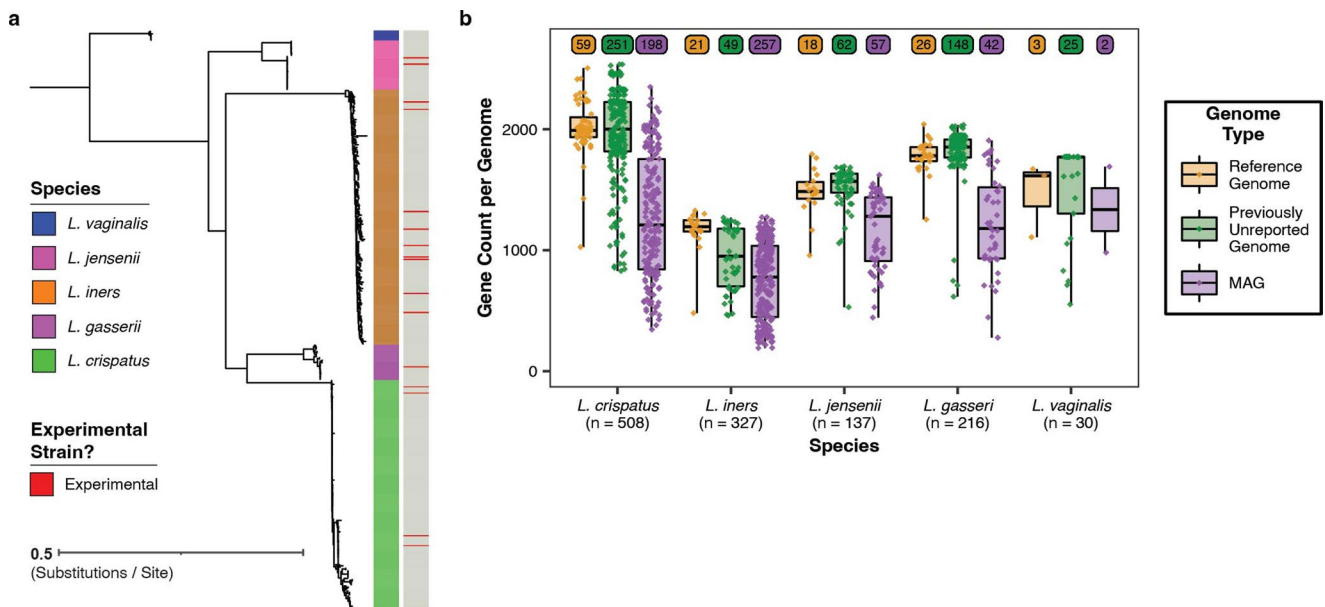 a
Species
L. vaginalis
L. jensenii
L. iners
L. gasserii
L. crispatus
Experimental
Strain?
Experimental
0.5
(Substitutions / Site)
b
59 251 198 21 49 257 18 62 57 26 148 42 3 25 2
Gene Count per Genome
2000
1000
0
L. crispatus L. iners L. jensenii L. gasseri L. vaginalis
(n = 508) (n = 327) (n = 137) (n = 216) (n = 30)
Species
Genome
Type
Reference
Genome
Previously
Unreported
Genome
MAG